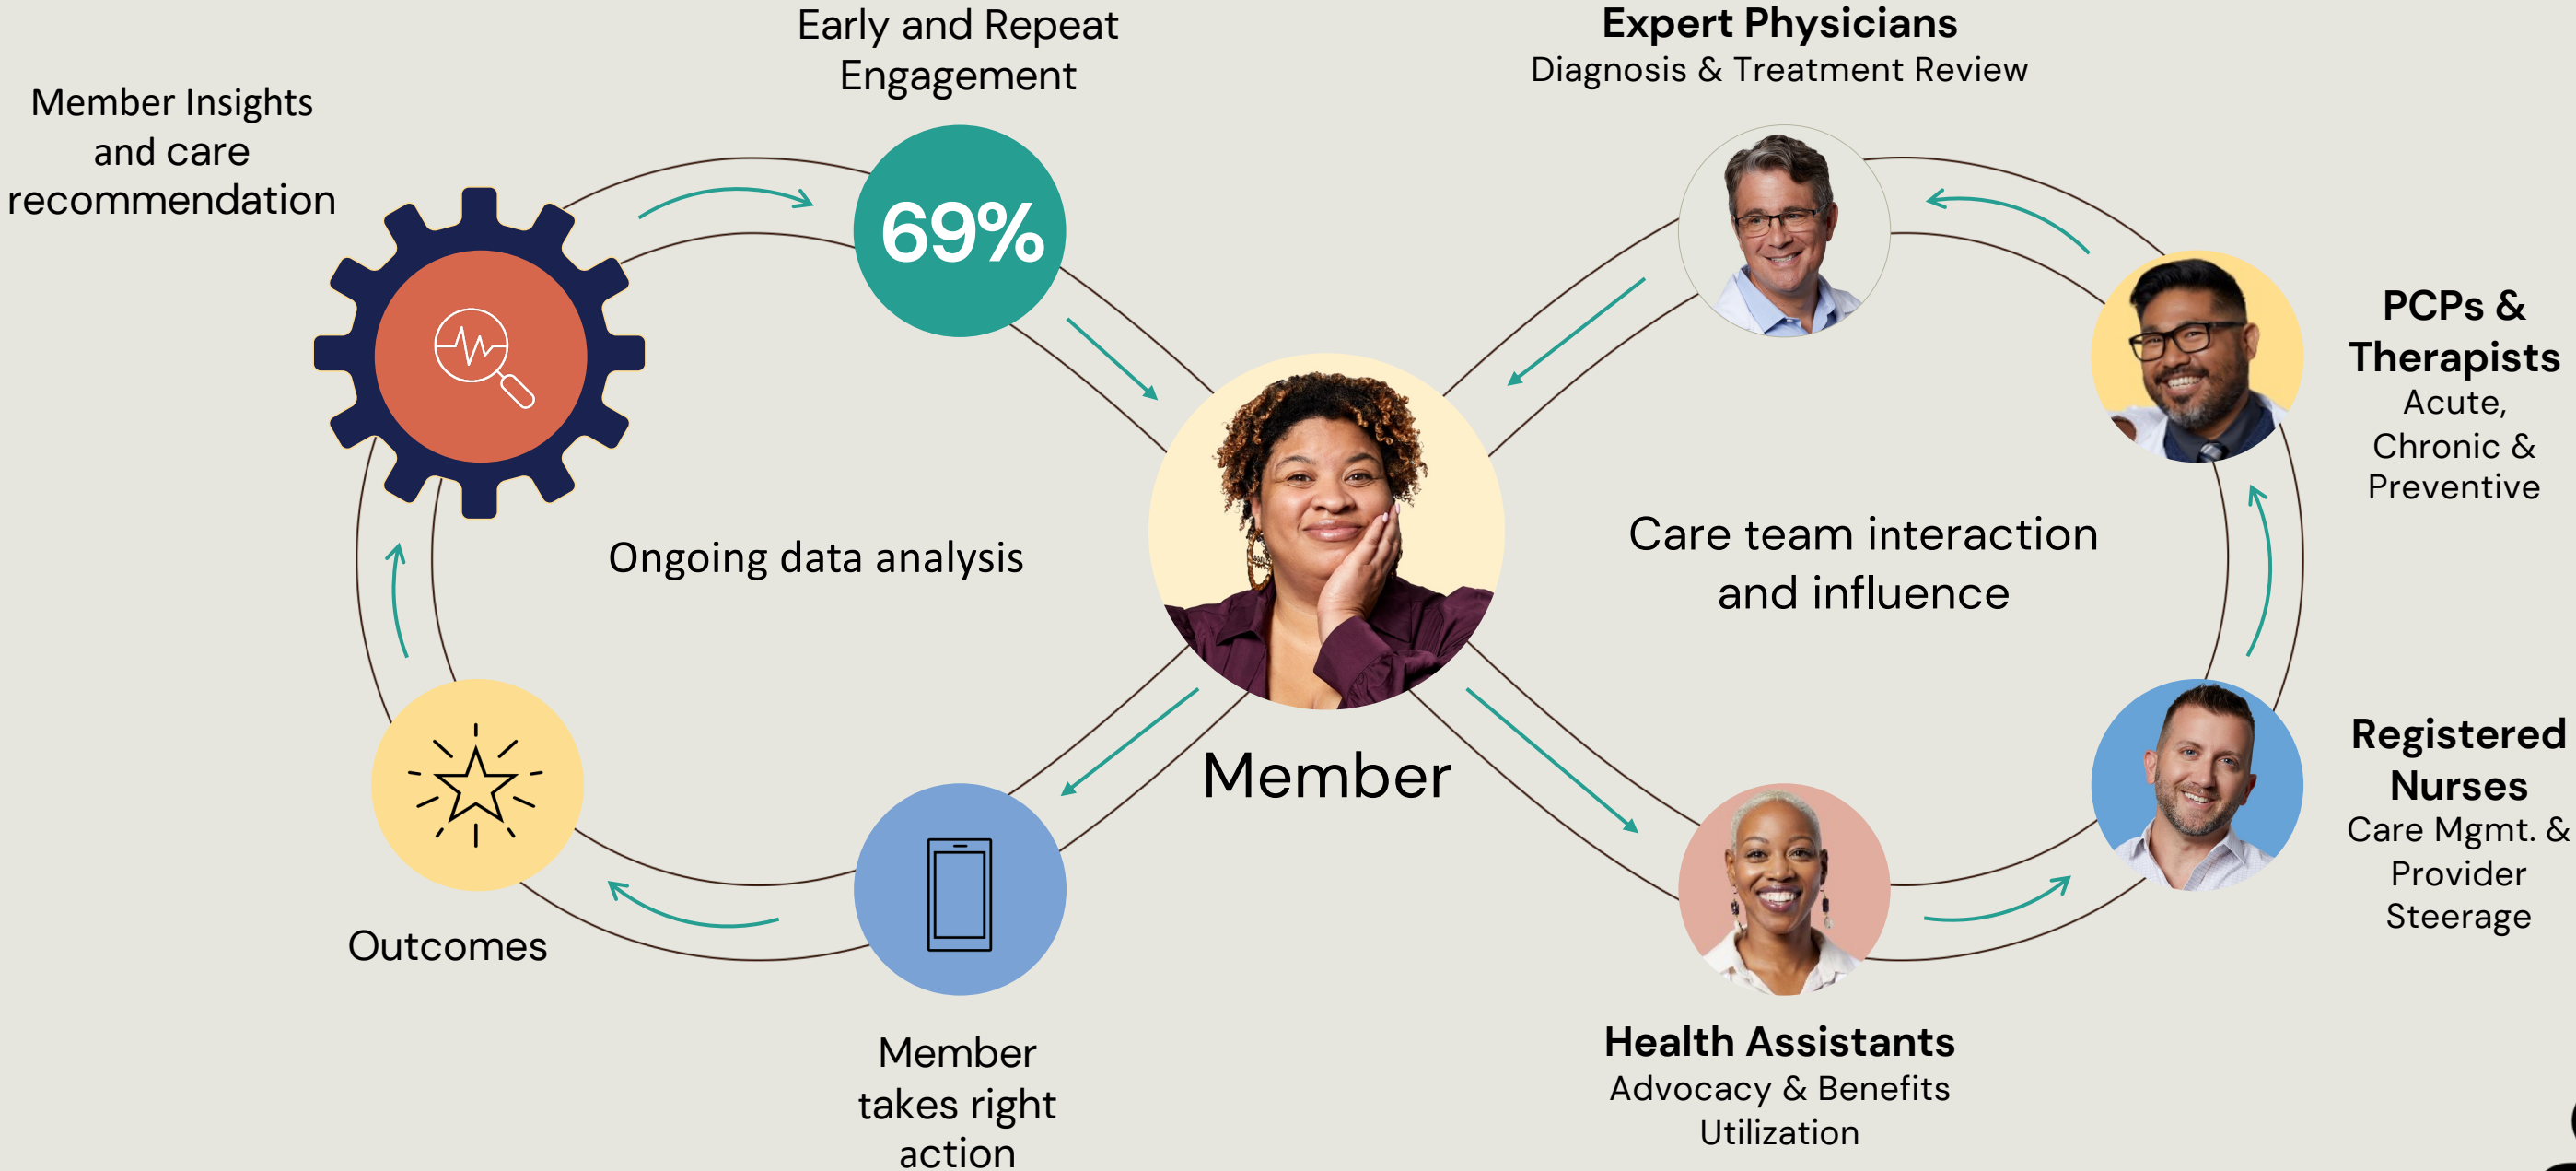 Early and Repeat
Engagement
Expert Physicians
Diagnosis & Treatment Review
Member Insights
and care
recommendation
69%
PCPs &
Therapists
Acute,
Chronic &
Preventive
Ongoing data analysis
Care team interaction
and influence
Member
Registered
Nurses
Care Mgmt. &
Provider
Steerage
Outcomes
Member
takes right
action
Health Assistants
Advocacy & Benefits
Utilization